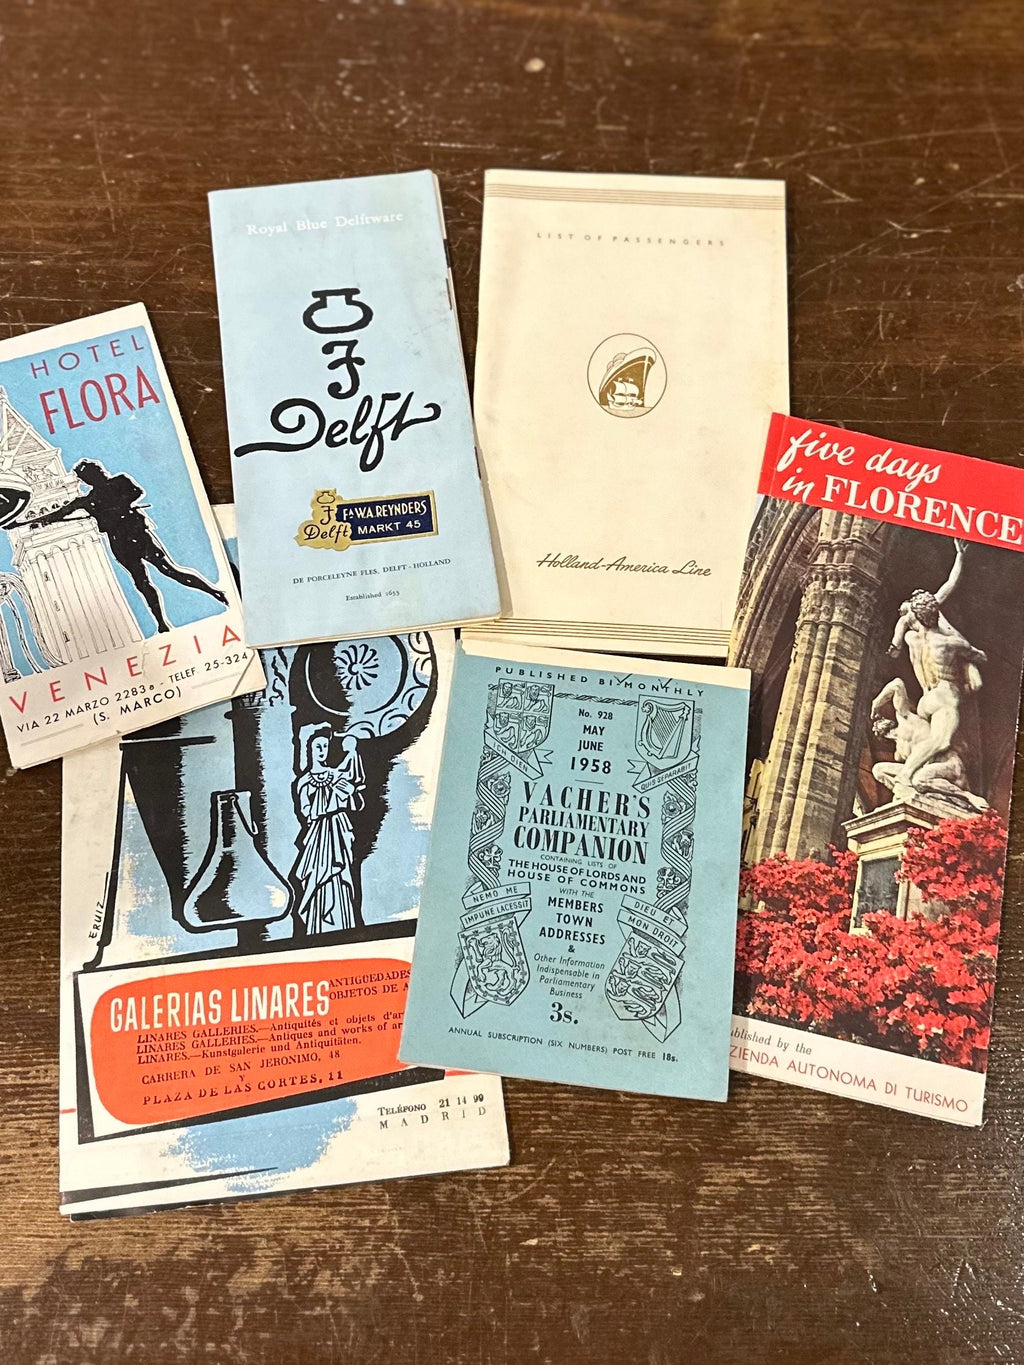 HOTEL
FLORA
VENEZIA
VIA 22 MARZO 2283a - TELEF. 25-324
(S. MARCO)
Royal Blue Delftware
Delft
Delft
FA W.A. REYNDERS
MARKT 45
DE PORCELEYNE FLES, DELFT - HOLLAND
Established 1653
LIST OF PASSENGERS
Holland-America Line
five days
in FLORENCE
by the
AUTONOMA DI TURISMO
E RUIZ
GALERIAS LINARES
ANTIGÜEDADES
OBJETOS DE
LINARES GALLERIES.—Antiquités et objets d'ar
LINARES GALLERIES.—Antiques and works of ar
LINARES.—Kunstgalerie und Antiquitäten.
CARRERA DE SAN JERONIMO, 48
Y
PLAZA DE LAS CORTES, 11
TELÉFONO 21 14 99
MADRID
PUBLISHED BI-MONTHLY
No. 928
MAY
JUNE
1958
ICH DIEN
QUIS SEPARABIT
VACHER'S
PARLIAMENTARY
COMPANION
CONTAINING LISTS OF
THE HOUSE OF LORDS AND
HOUSE OF COMMONS
WITH THE
MEMBERS
TOWN
ADDRESSES
&
Other Information
Indispensable in
Parliamentary
Business
3s.
NEMO ME
IMPUNE LACESSIT
DIEU ET
MON DROIT
ANNUAL SUBSCRIPTION (SIX NUMBERS) POST FREE 18s.